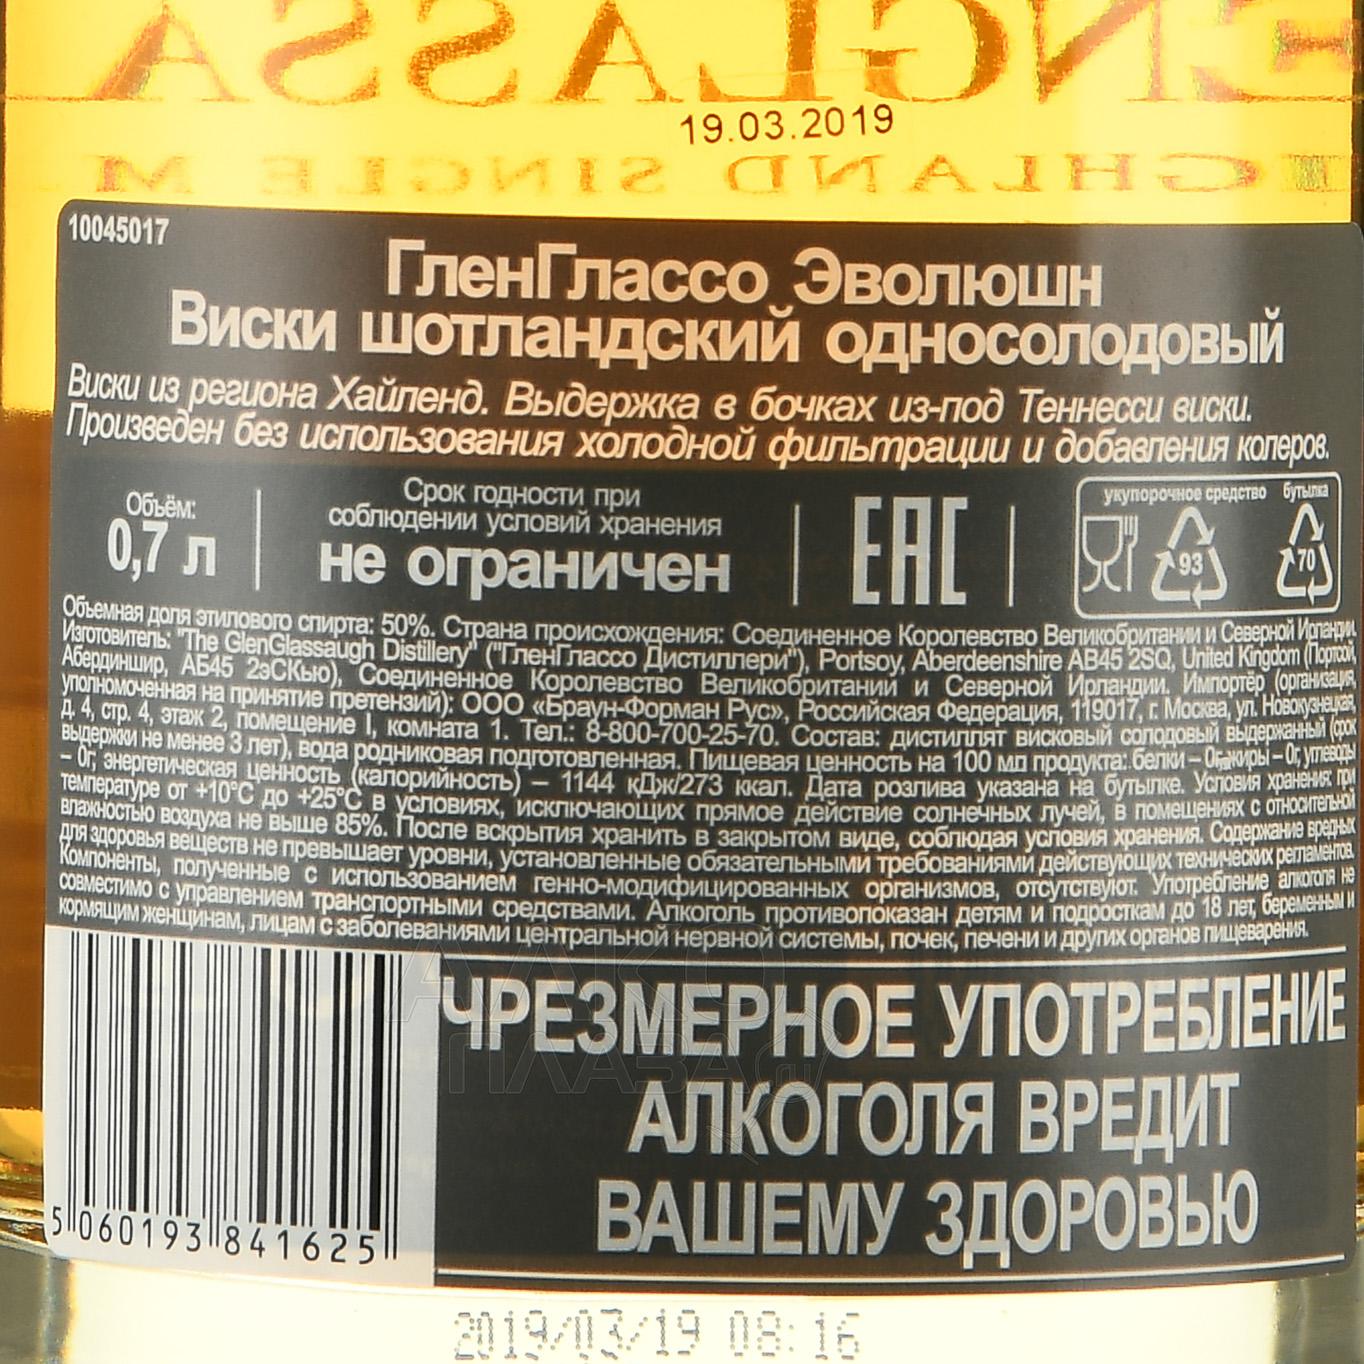 ENGLASSA
19.03.2019
GHLAND SINGLE M
10045017
ГленГлассо Эволюшн
Виски шотландский односолодовый
Виски из региона Хайленд. Выдержка в бочках из-под Теннесси виски.
Произведен без использования холодной фильтрации и добавления колеров.
Объём:
0,7 л
Срок годности при
соблюдении условий хранения
не ограничен
EAC
укупорочное средство бутылка
93 70
Объемная доля этилового спирта: 50%. Страна происхождения: Соединенное Королевство Великобритании и Северной Ирландии.
Изготовитель: "The GlenGlassaugh Distillery" ("ГленГлассо Дистиллери"), Portsoy, Aberdeenshire AB45 2SQ, United Kingdom (Портсой,
Абердиншир, АБ45 2эСКью), Соединенное Королевство Великобритании и Северной Ирландии. Импортёр (организация,
уполномоченная на принятие претензий): ООО «Браун-Форман Рус», Российская Федерация, 119017, г. Москва, ул. Новокузнецкая,
д. 4, стр. 4, этаж 2, помещение I, комната 1. Тел.: 8-800-700-25-70. Состав: дистиллят висковый солодовый выдержанный (срок
выдержки не менее 3 лет), вода родниковая подготовленная. Пищевая ценность на 100 мл продукта: белки – 0г, жиры – 0г, углеводы
– 0г; энергетическая ценность (калорийность) – 1144 кДж/273 ккал. Дата розлива указана на бутылке. Условия хранения: при
температуре от +10°С до +25°С в условиях, исключающих прямое действие солнечных лучей, в помещениях с относительной
влажностью воздуха не выше 85%. После вскрытия хранить в закрытом виде, соблюдая условия хранения. Содержание вредных
для здоровья веществ не превышает уровни, установленные обязательными требованиями действующих технических регламентов.
Компоненты, полученные с использованием генно-модифицированных организмов, отсутствуют. Употребление алкоголя не
совместимо с управлением транспортными средствами. Алкоголь противопоказан детям и подросткам до 18 лет, беременным и
кормящим женщинам, лицам с заболеваниями центральной нервной системы, почек, печени и других органов пищеварения.
ЧРЕЗМЕРНОЕ УПОТРЕБЛЕНИЕ
АЛКОГОЛЯ ВРЕДИТ
ВАШЕМУ ЗДОРОВЬЮ
5 060193 841625
АЛКО
ПЛАЗА.ru
2019/03/19 08:16